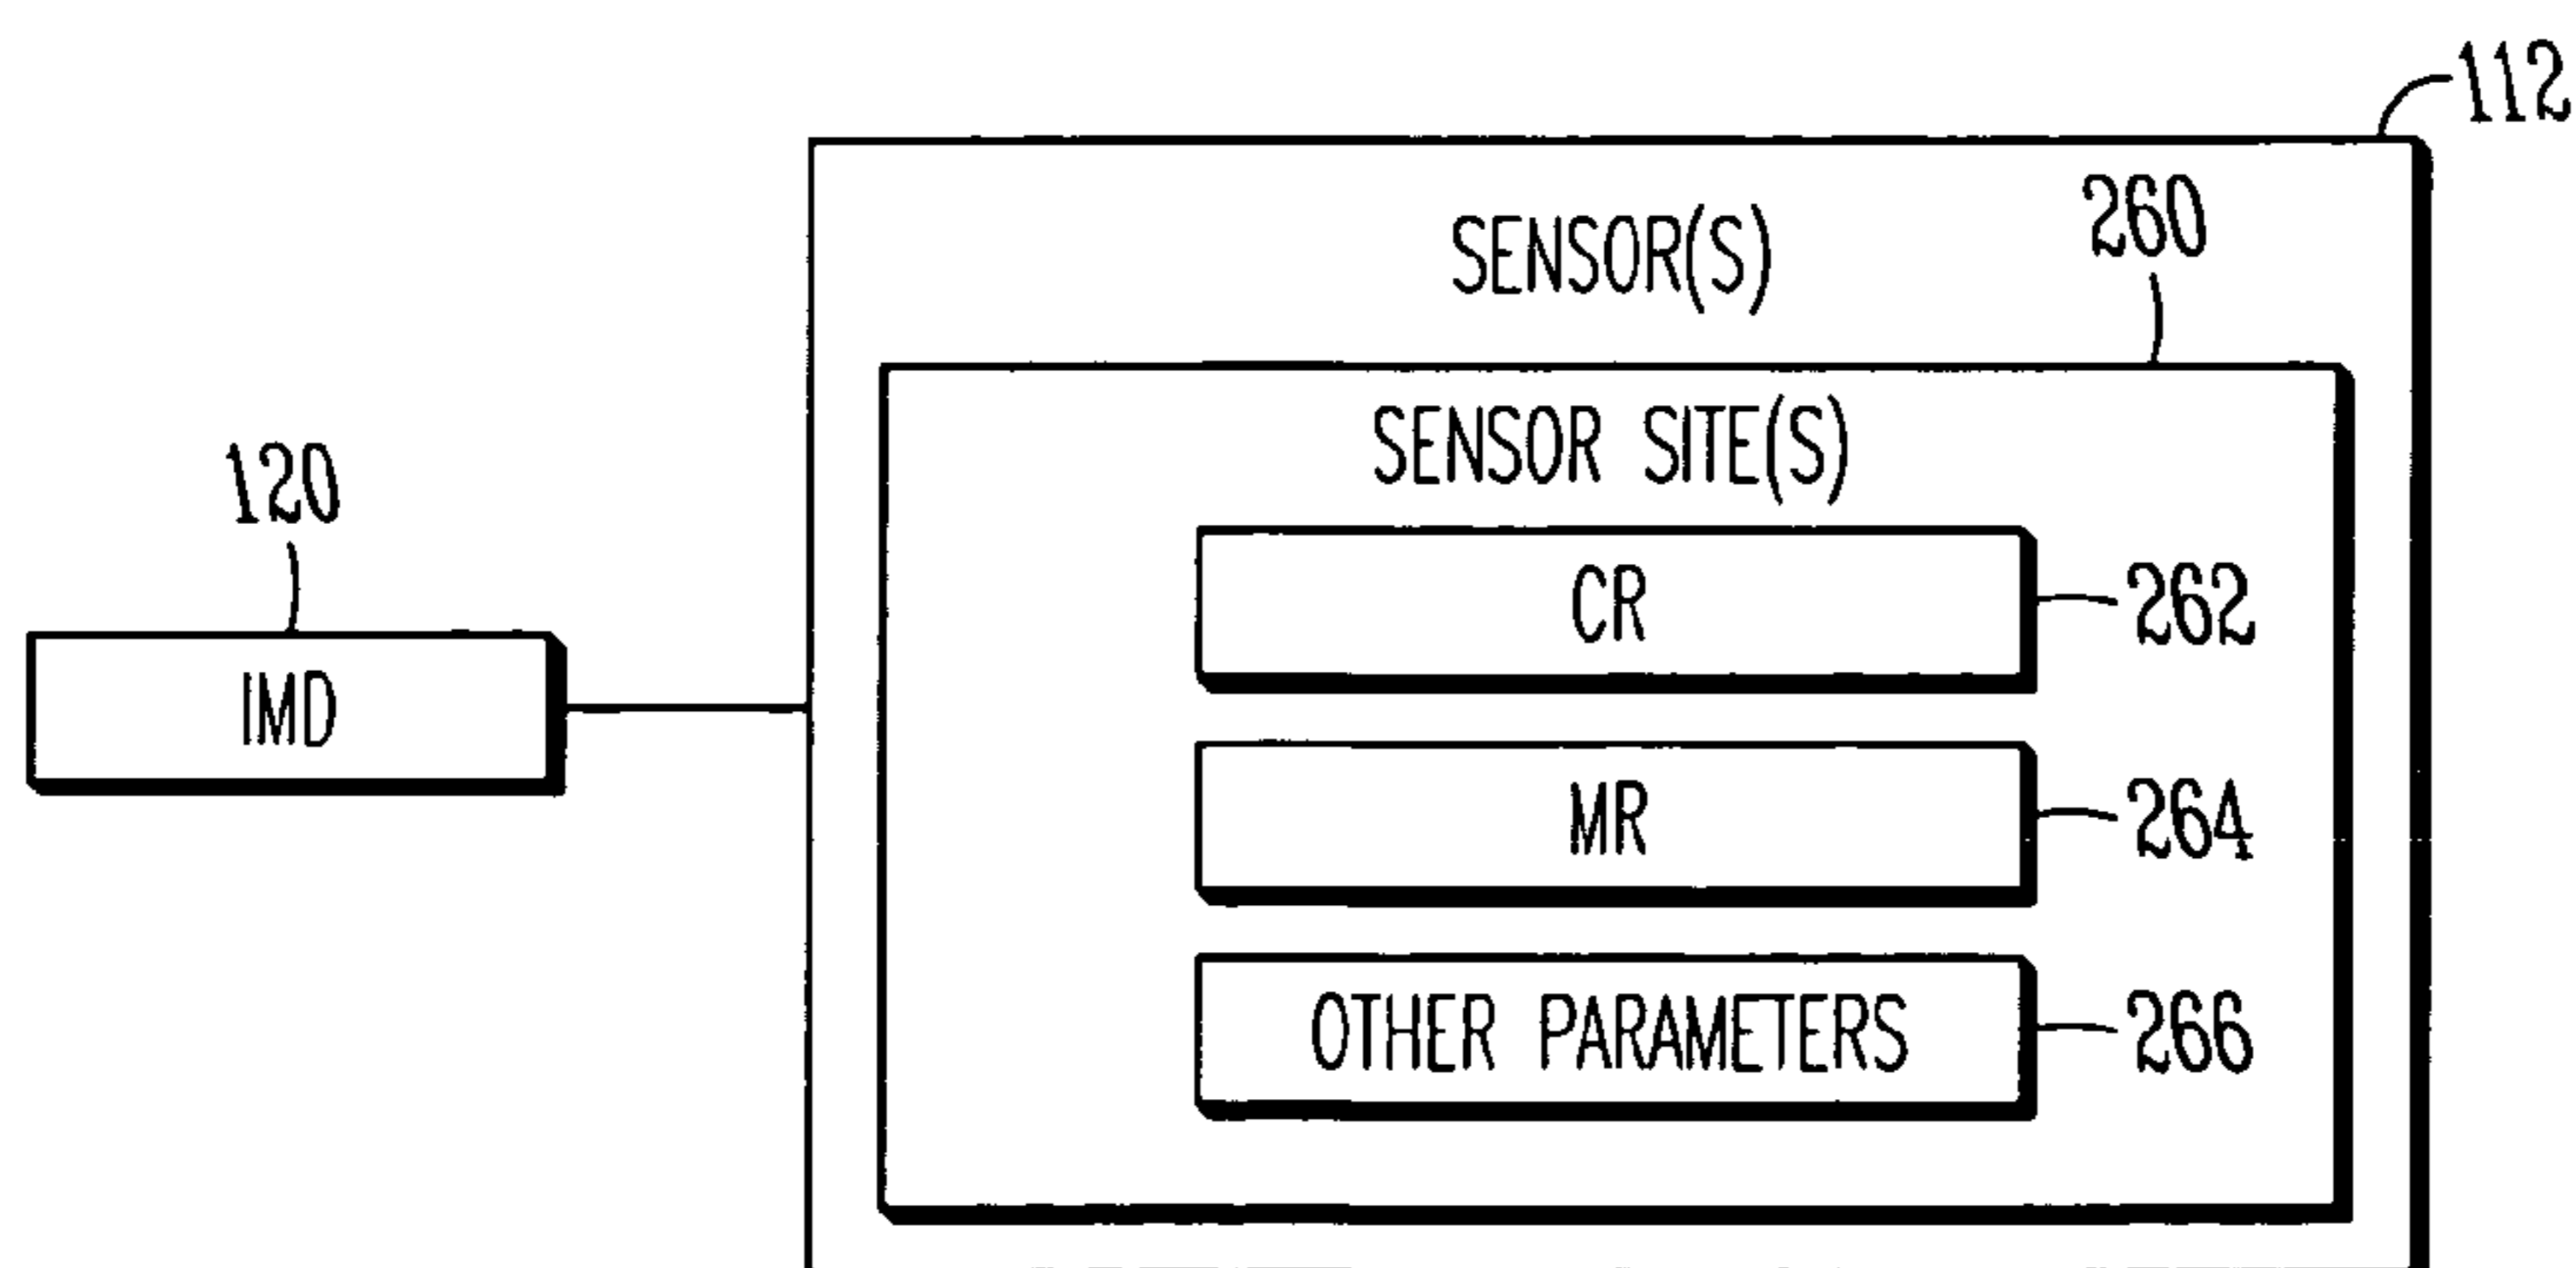 112
SENSOR(S)
260
SENSOR SITE(S)
120
IMD
CR
262
MR
264
OTHER PARAMETERS
266